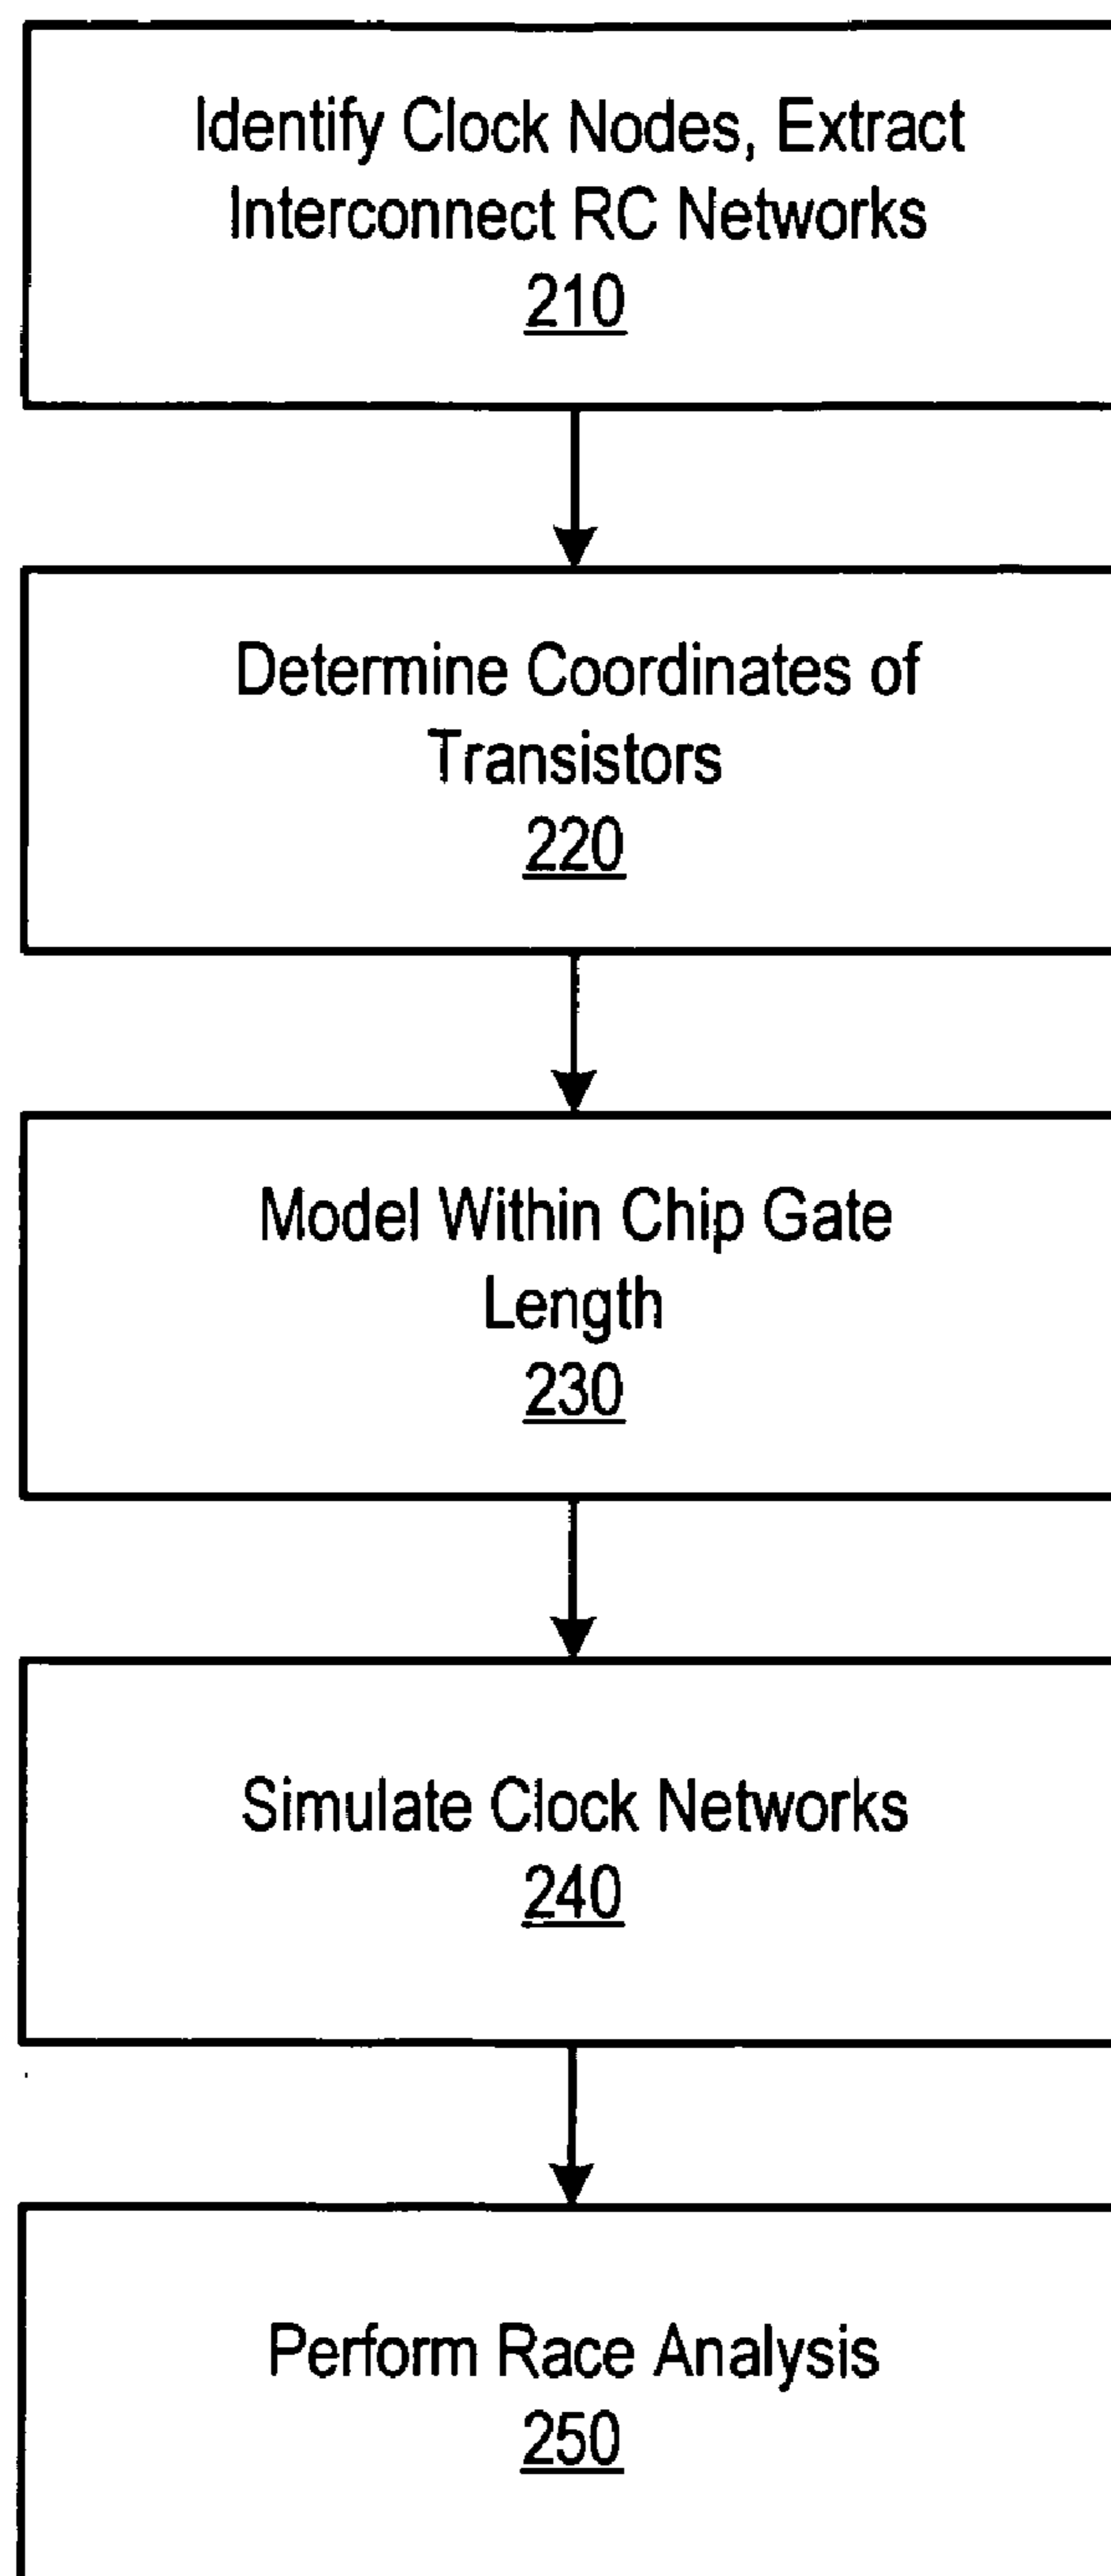 Identify Clock Nodes, Extract
Interconnect RC Networks
210
Determine Coordinates of
Transistors
220
Model Within Chip Gate
Length
230
Simulate Clock Networks
240
Perform Race Analysis
250